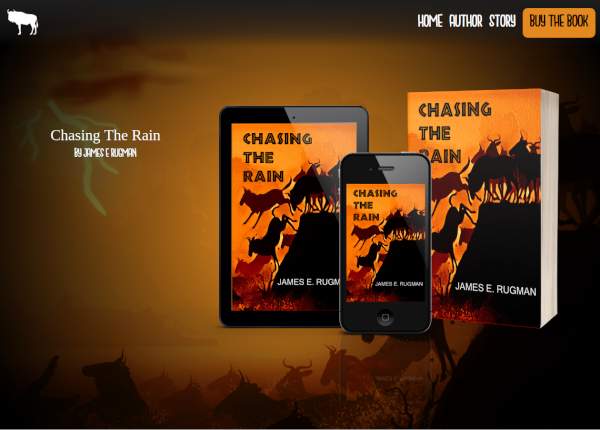 HOME AUTHOR STORY BUY THE BOOK
Chasing The Rain
BY JAMES E RUGMAN
CHASING
THE
RAIN
JAMES E. RUGM
CHASING
THE
RAIN
JAMES E. RUGMAN
CHASING
THE
RAIN
JAMES E. RUGMAN